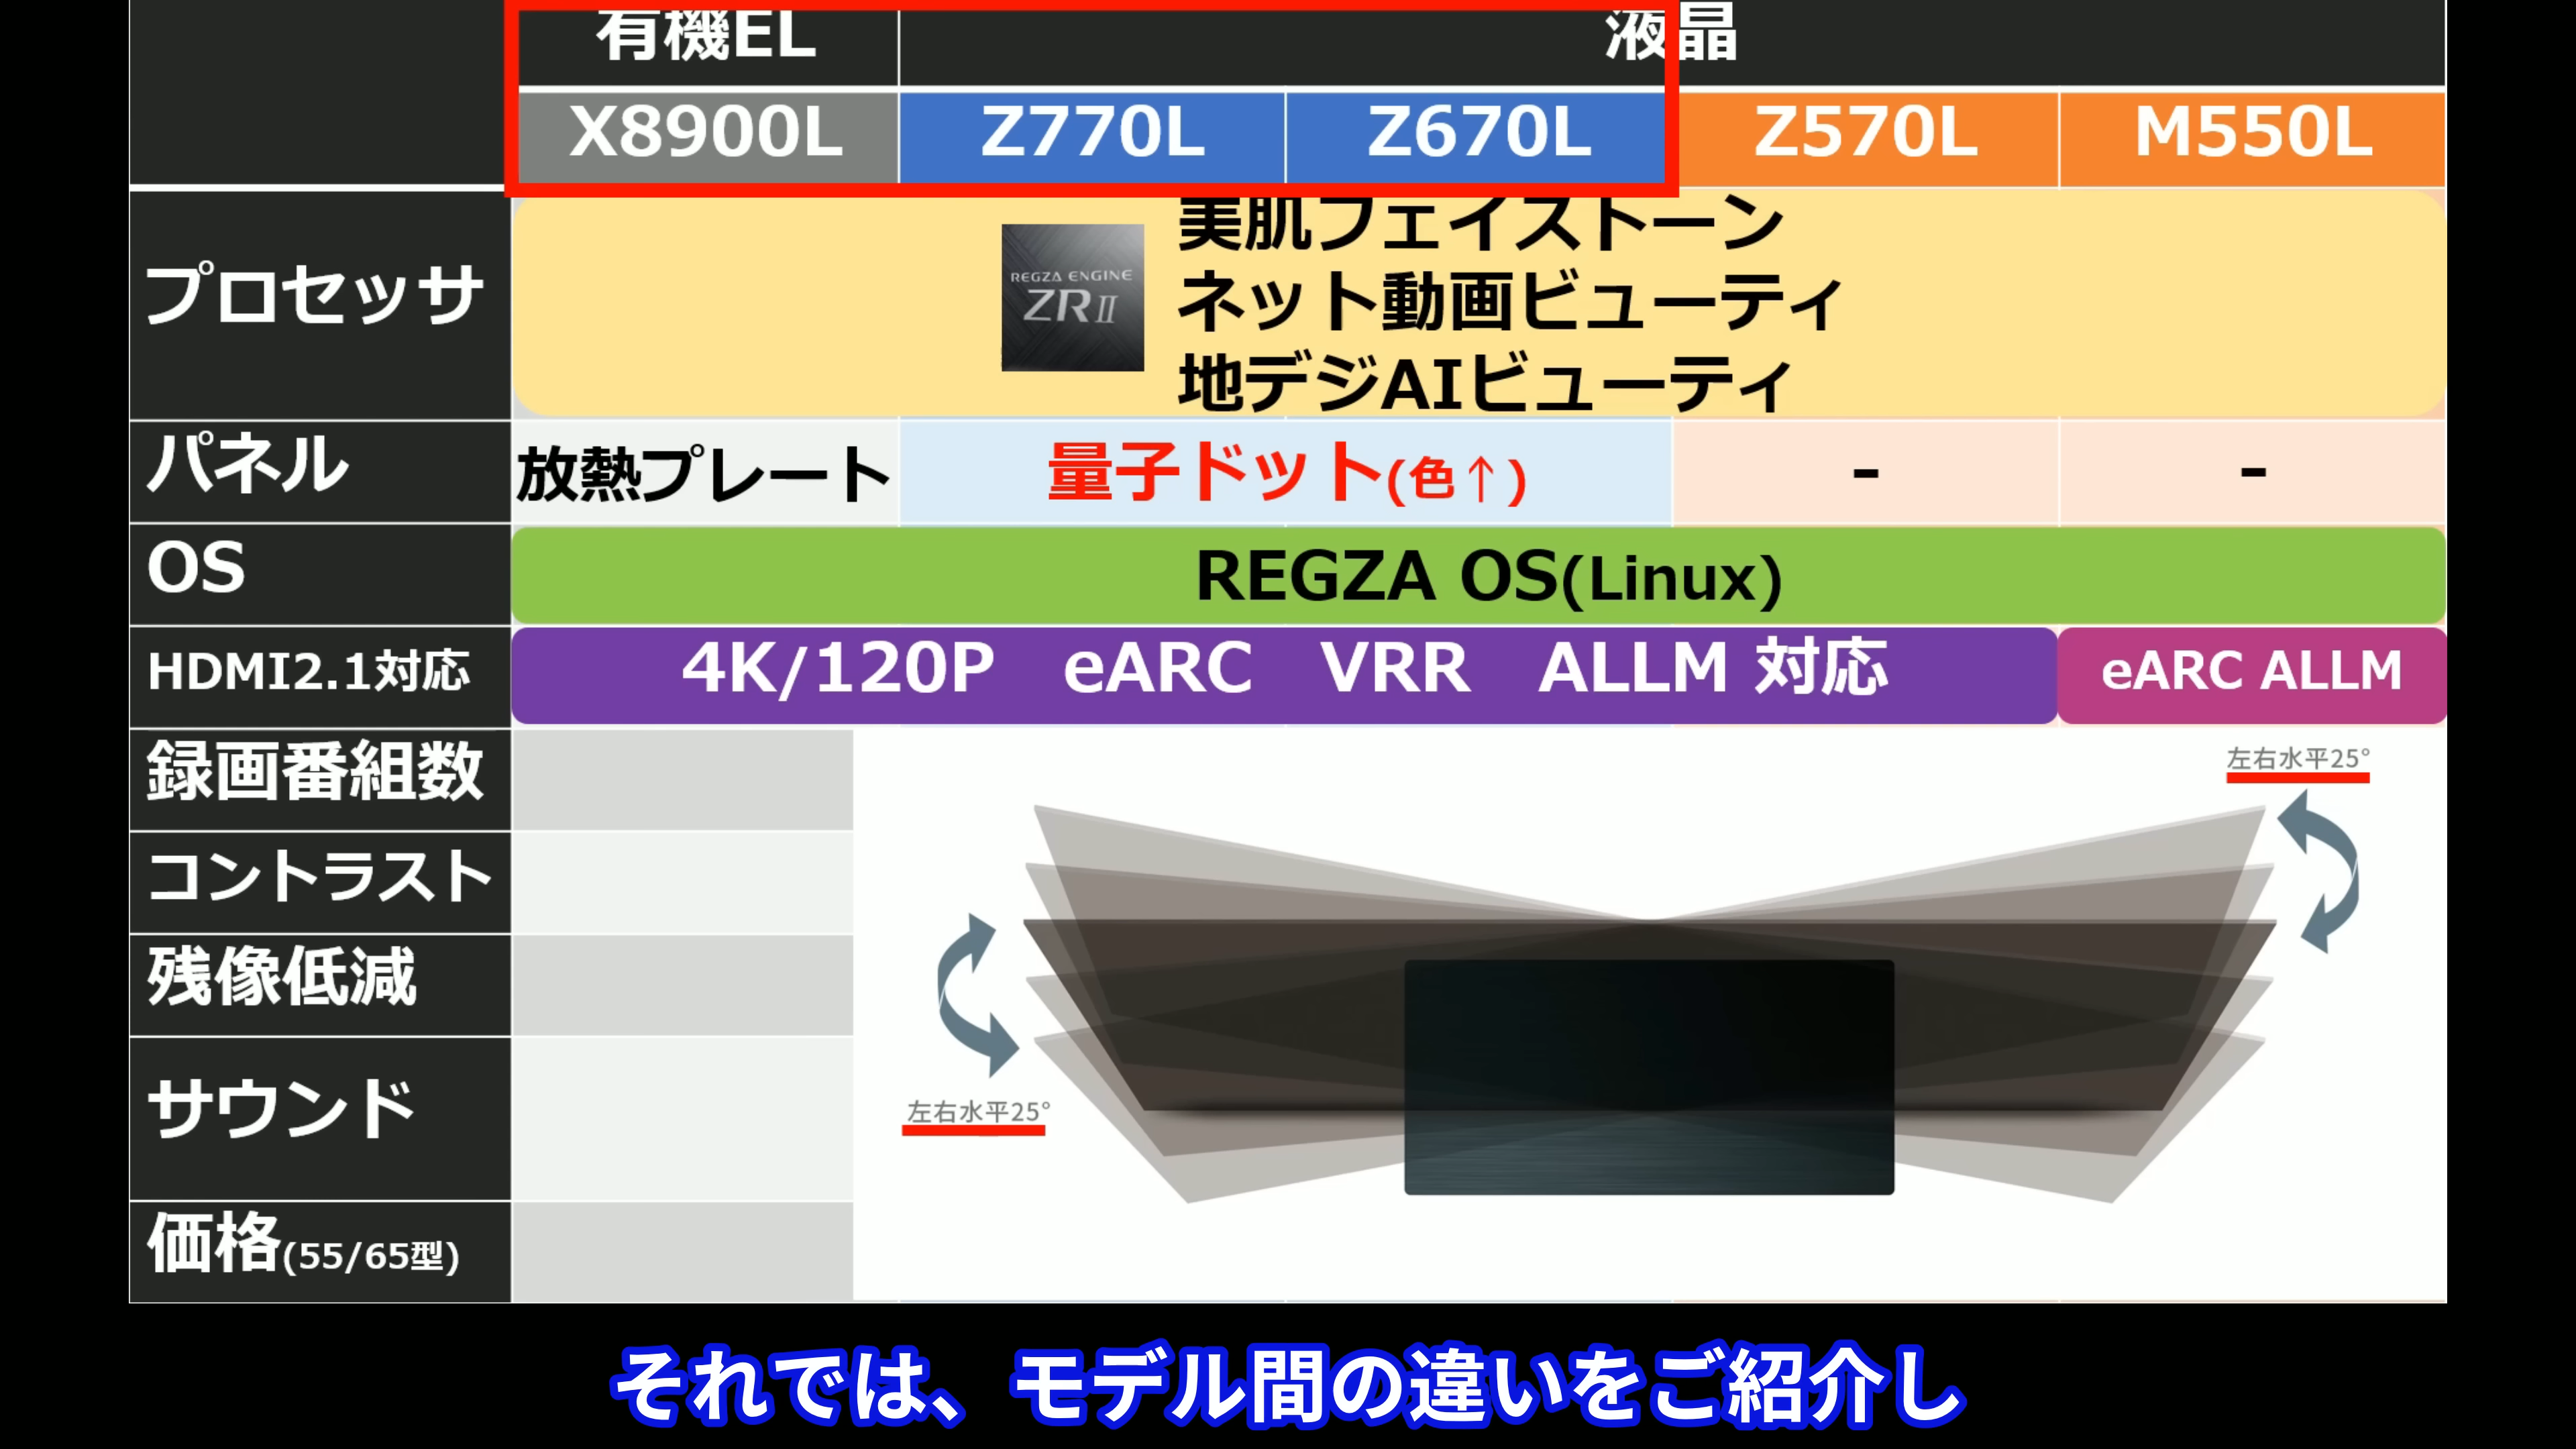 有機EL 液晶
X8900L Z770L Z670L Z570L M550L
プロセッサ
REGZA ENGINE
ZRⅡ
美肌フェイストーン
ネット動画ビューティ
地デジAIビューティ
パネル 放熱プレート 量子ドット(色↑) - -
OS REGZA OS(Linux)
HDMI2.1対応 4K/120P eARC VRR ALLM 対応 eARC ALLM
録画番組数
コントラスト
残像低減
サウンド
価格(55/65型)
左右水平25°
左右水平25°
それでは、モデル間の違いをご紹介し